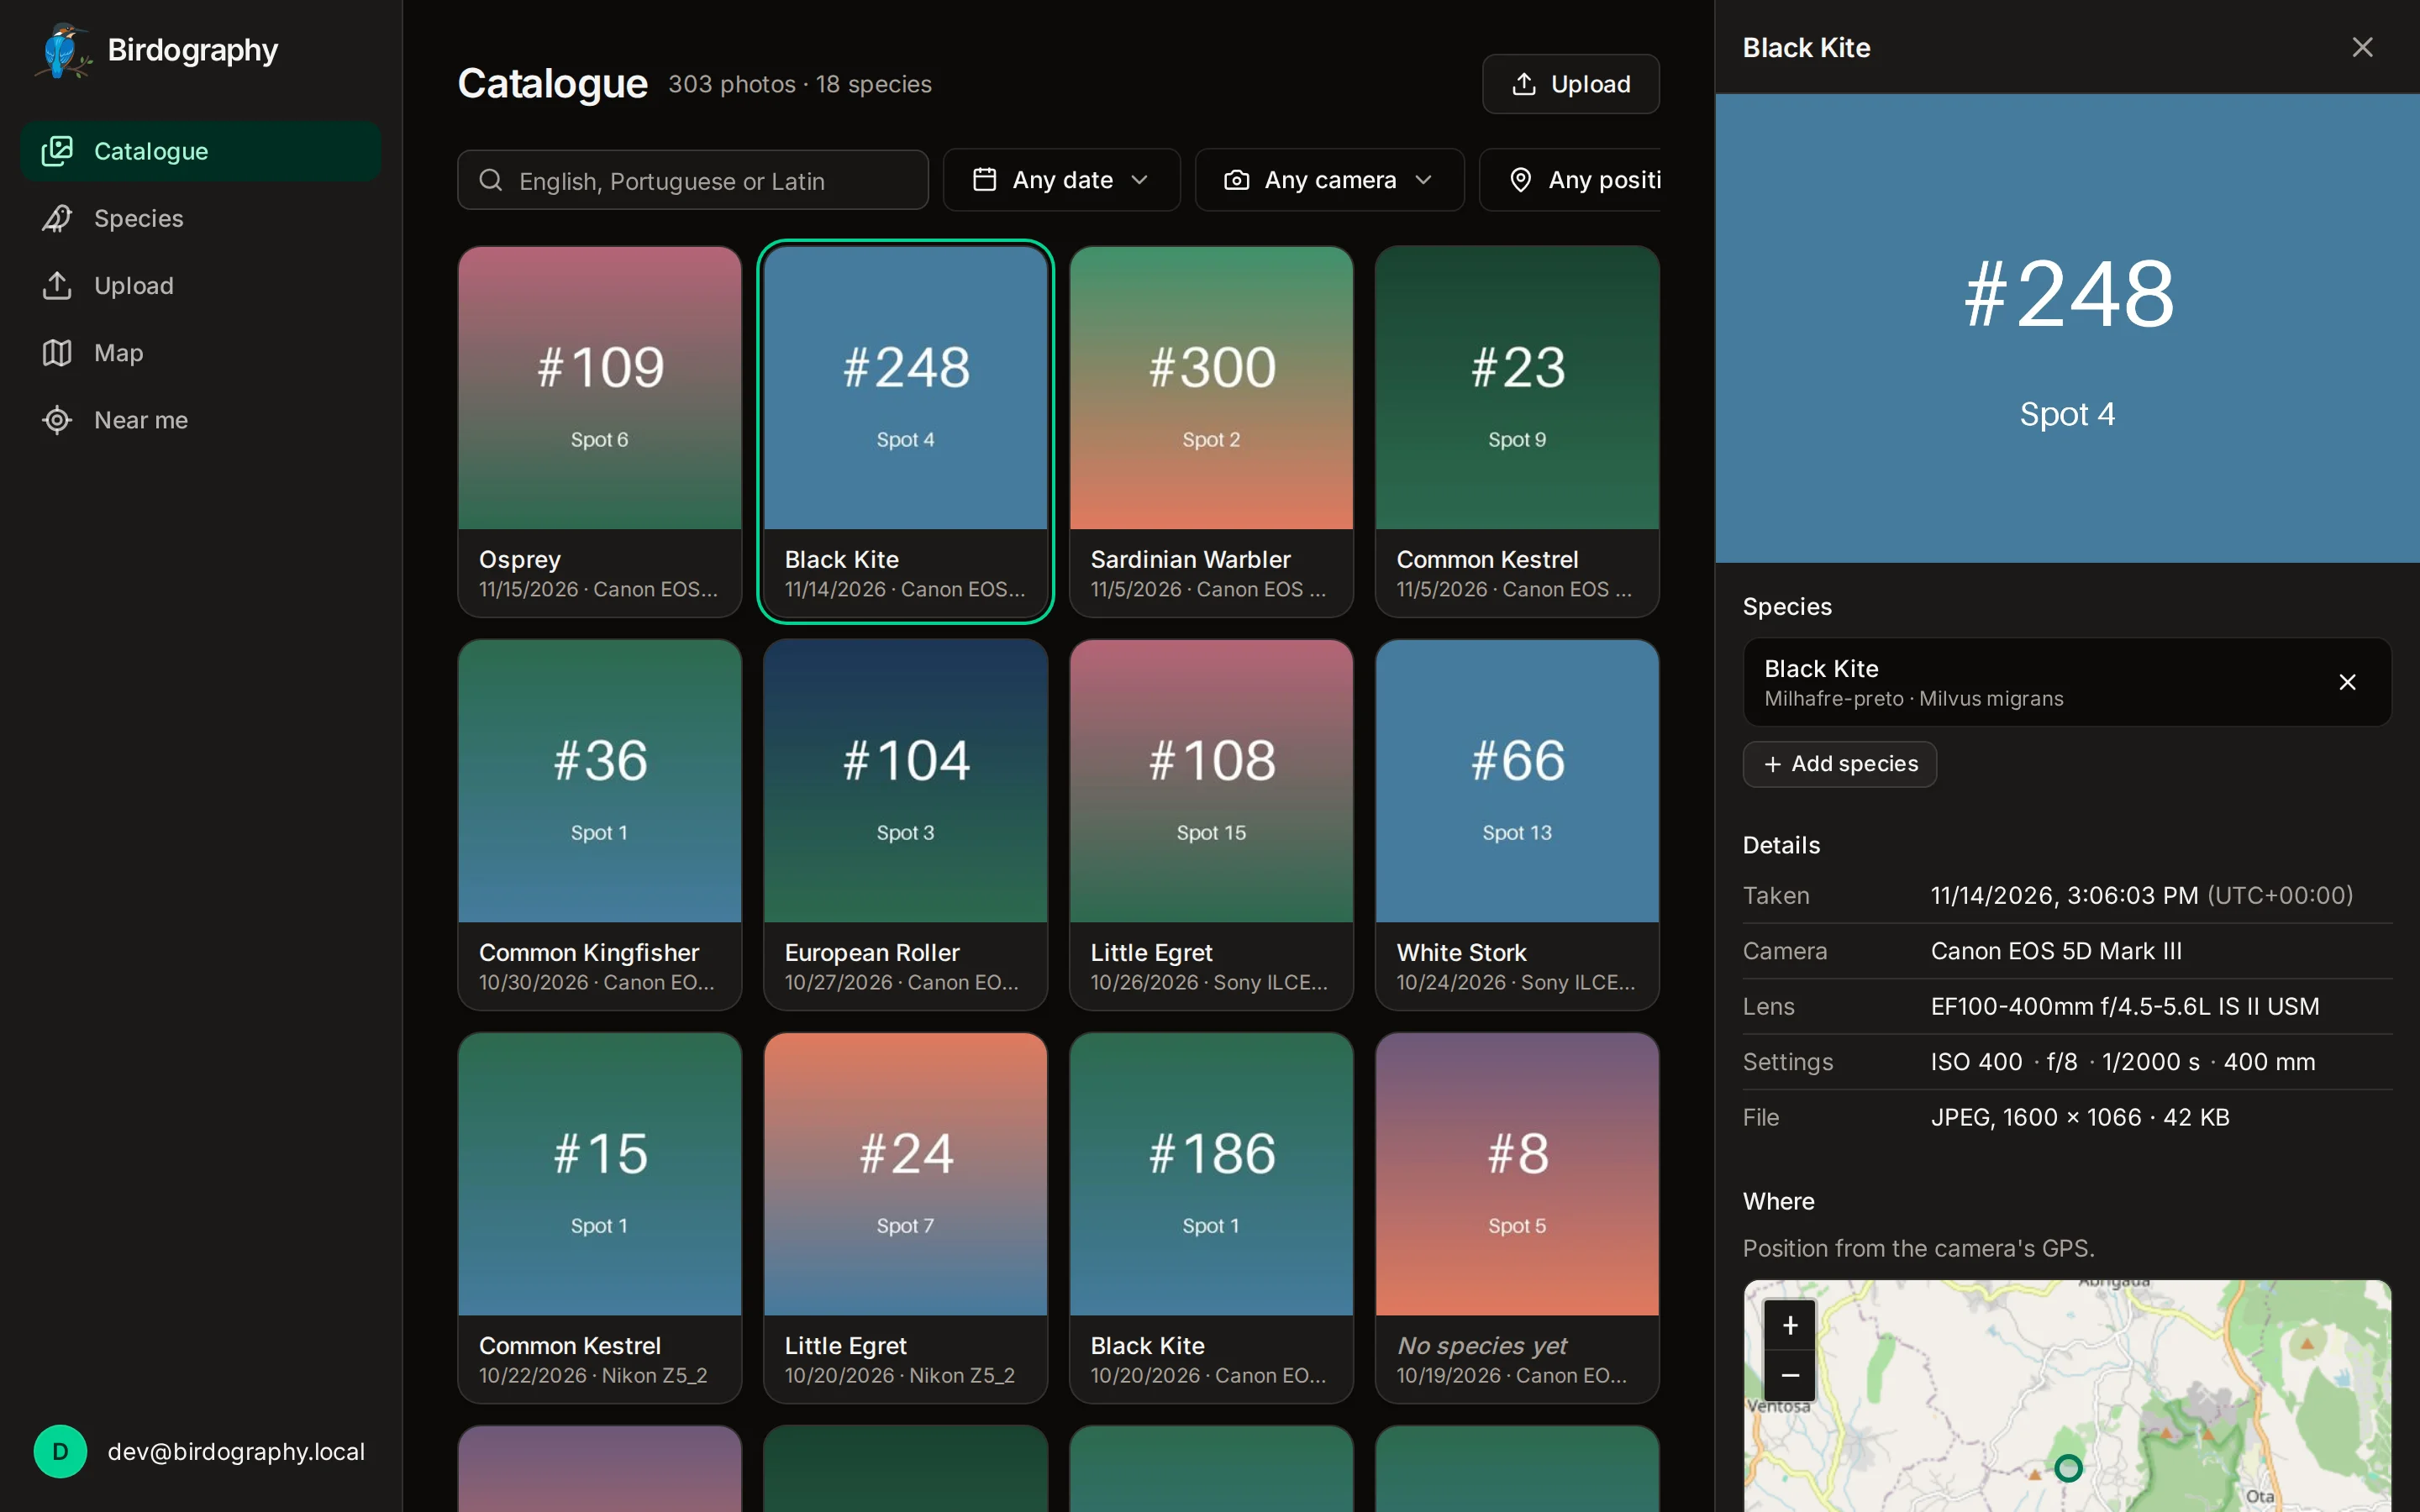 Birdography
Catalogue
Species
Upload
Map
Near me
D dev@birdography.local
Catalogue 303 photos · 18 species
Upload
English, Portuguese or Latin
Any date
Any camera
Any positi
#109
Spot 6
Osprey
11/15/2026 · Canon EOS...
#248
Spot 4
Black Kite
11/14/2026 · Canon EOS...
#300
Spot 2
Sardinian Warbler
11/5/2026 · Canon EOS ...
#23
Spot 9
Common Kestrel
11/5/2026 · Canon EOS ...
#36
Spot 1
Common Kingfisher
10/30/2026 · Canon EO...
#104
Spot 3
European Roller
10/27/2026 · Canon EO...
#108
Spot 15
Little Egret
10/26/2026 · Sony ILCE...
#66
Spot 13
White Stork
10/24/2026 · Sony ILCE...
#15
Spot 1
Common Kestrel
10/22/2026 · Nikon Z5_2
#24
Spot 7
Little Egret
10/20/2026 · Nikon Z5_2
#186
Spot 1
Black Kite
10/20/2026 · Canon EO...
#8
Spot 5
No species yet
10/19/2026 · Canon EO...
Black Kite
#248
Spot 4
Species
Black Kite
Milhafre-preto · Milvus migrans
+ Add species
Details
Taken 11/14/2026, 3:06:03 PM (UTC+00:00)
Camera Canon EOS 5D Mark III
Lens EF100-400mm f/4.5-5.6L IS II USM
Settings ISO 400 · f/8 · 1/2000 s · 400 mm
File JPEG, 1600 × 1066 · 42 KB
Where
Position from the camera's GPS.
Abrigada
+
−
Ventosa
Ota